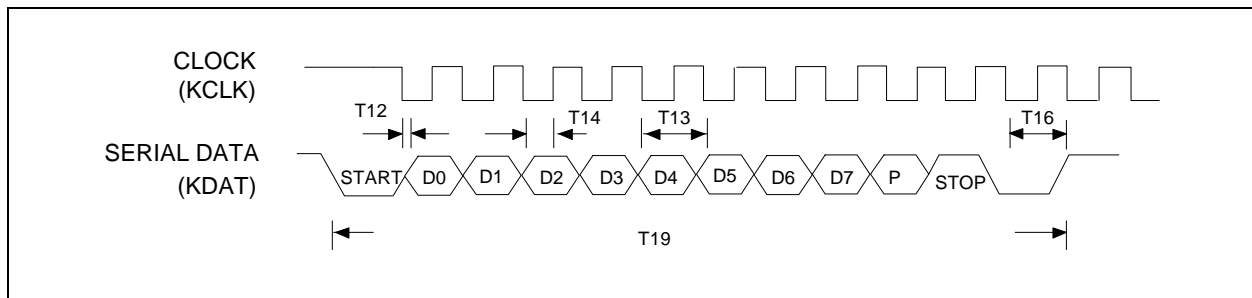 CLOCK
(KCLK)
T12
T14
T13
T16
SERIAL DATA
(KDAT)
START
D0
D1
D2
D3
D4
D5
D6
D7
P
STOP
T19